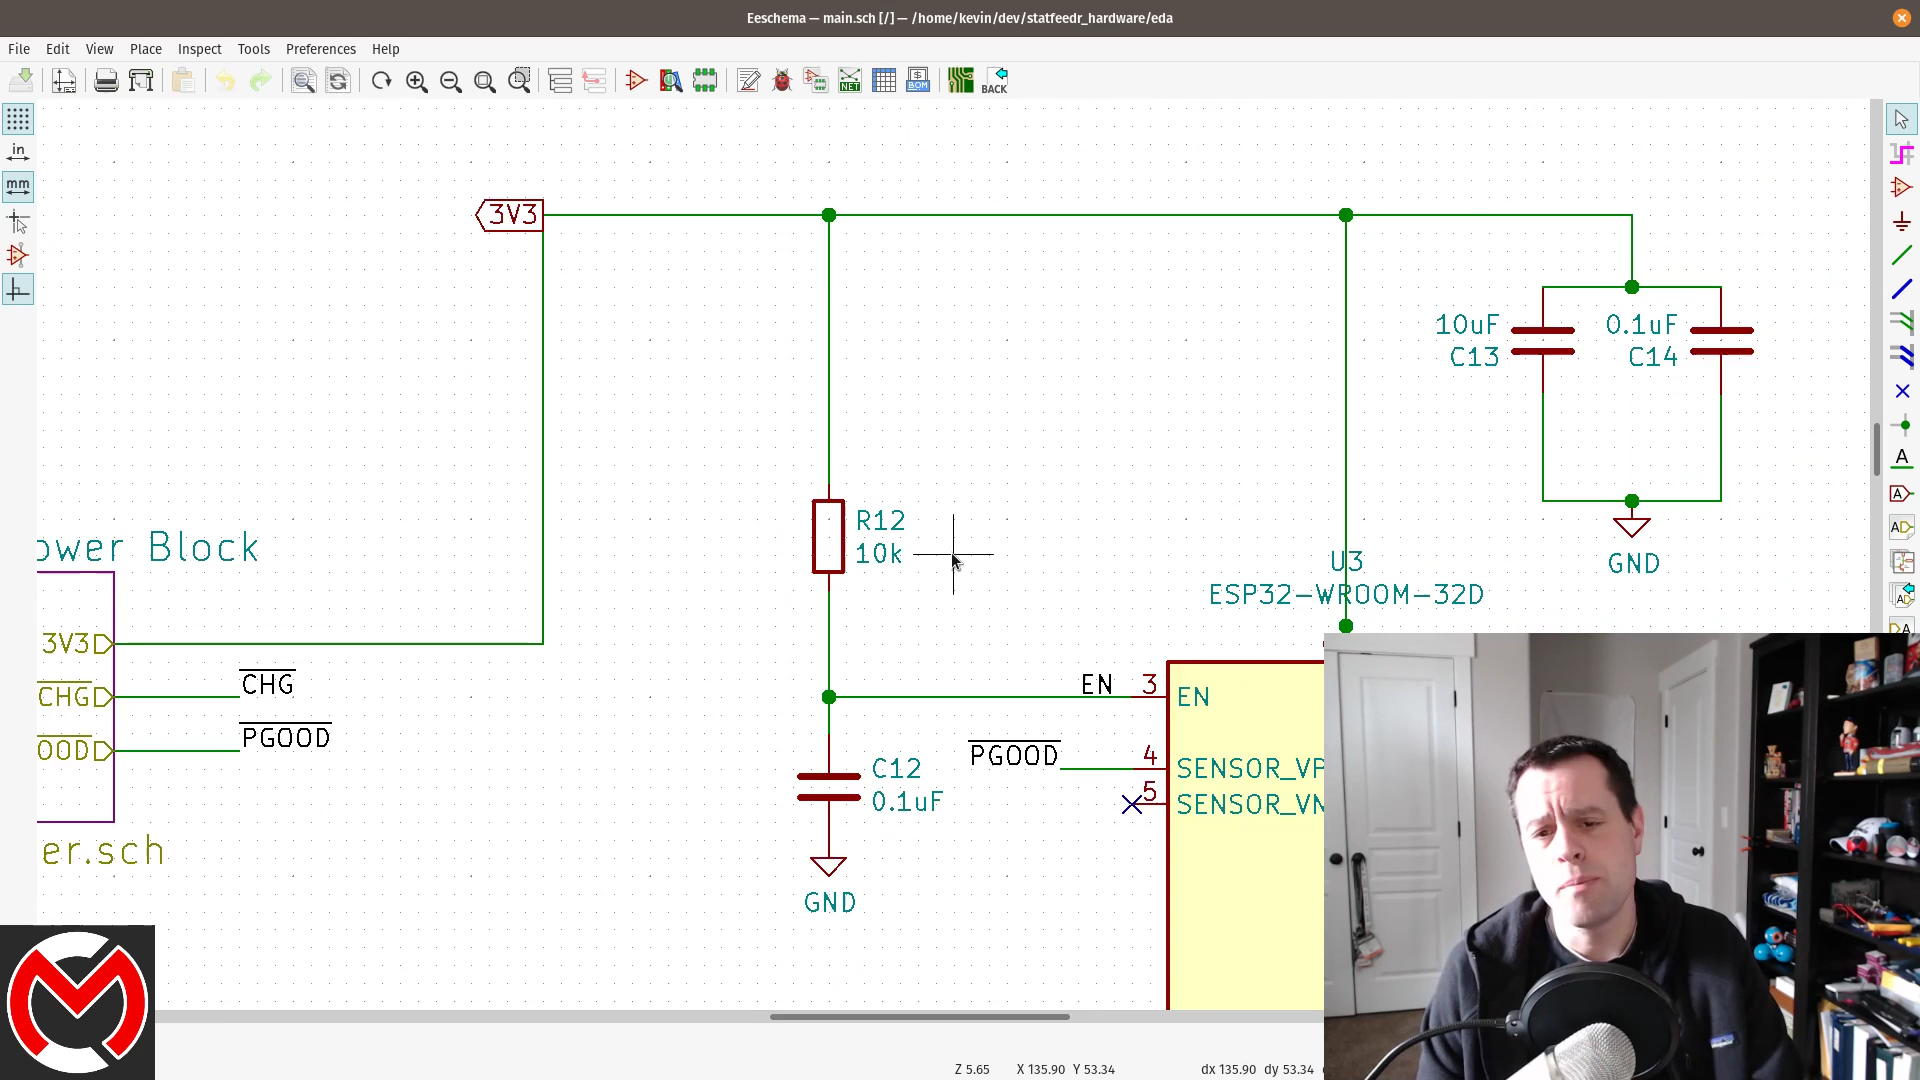 Eeschema — main.sch [/] — /home/kevin/dev/statfeedr_hardware/eda
File Edit View Place Inspect Tools Preferences Help
NET
BOM
BACK
in
mm
3V3
10uF
C13
0.1uF
C14
GND
R12
10k
U3
ESP32-WROOM-32D
ower Block
3V3
CHG
OOD
CHG
PGOOD
er.sch
EN 3 EN
PGOOD 4 SENSOR_VP
5 SENSOR_VN
C12
0.1uF
GND
Z 5.65 X 135.90 Y 53.34 dx 135.90 dy 53.34